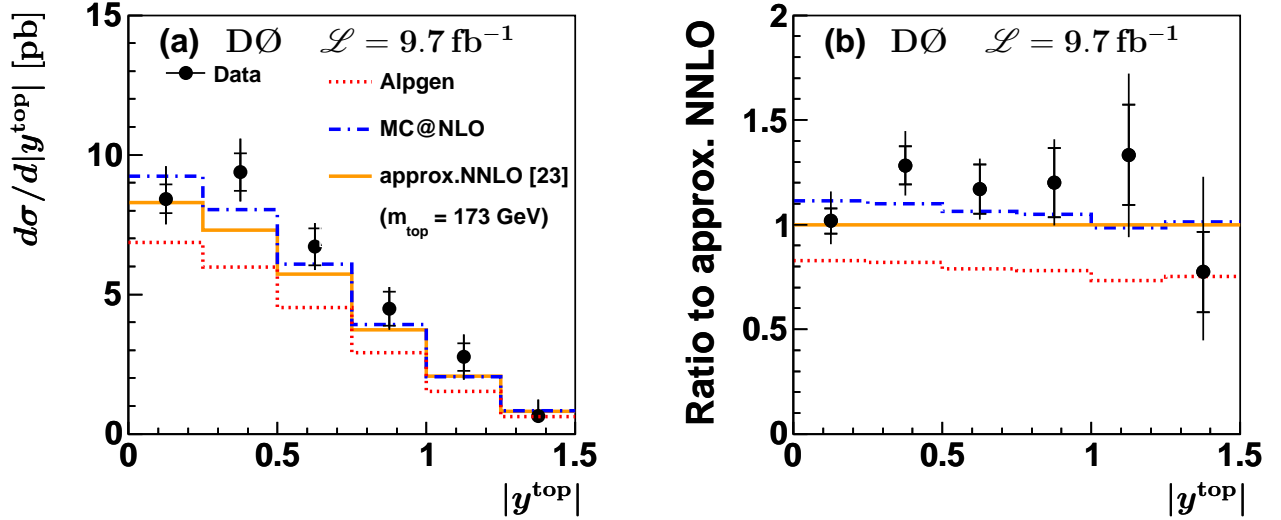 (a) DØ ℒ = 9.7 fb⁻¹
Data
Alpgen
MC@NLO
approx.NNLO [23]
(m_top = 173 GeV)
dσ/d|y^top| [pb]
15
10
5
0
0 0.5 1 1.5
|y^top|
(b) DØ ℒ = 9.7 fb⁻¹
Ratio to approx. NNLO
2
1.5
1
0.5
0
0 0.5 1 1.5
|y^top|